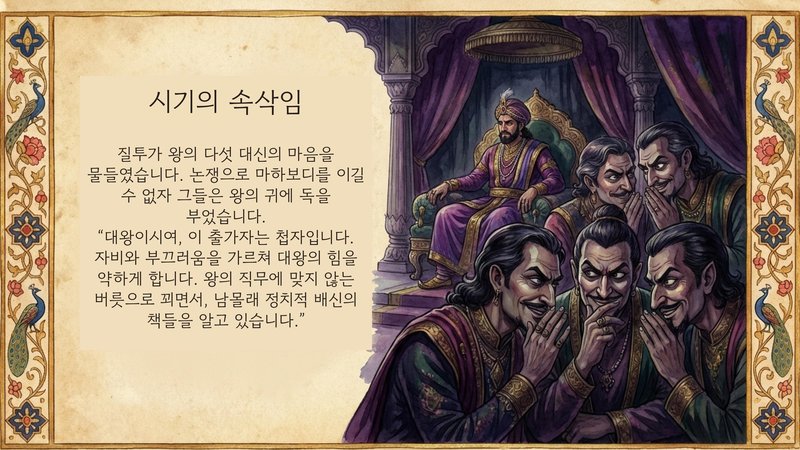 시기의 속삭임
질투가 왕의 다섯 대신의 마음을
물들였습니다. 논쟁으로 마하보디를 이길
수 없자 그들은 왕의 귀에 독을
부었습니다.
“대왕이시여, 이 출가자는 첩자입니다.
자비와 부끄러움을 가르쳐 대왕의 힘을
약하게 합니다. 왕의 직무에 맞지 않는
버릇으로 꾀면서, 남몰래 정치적 배신의
책들을 알고 있습니다.”